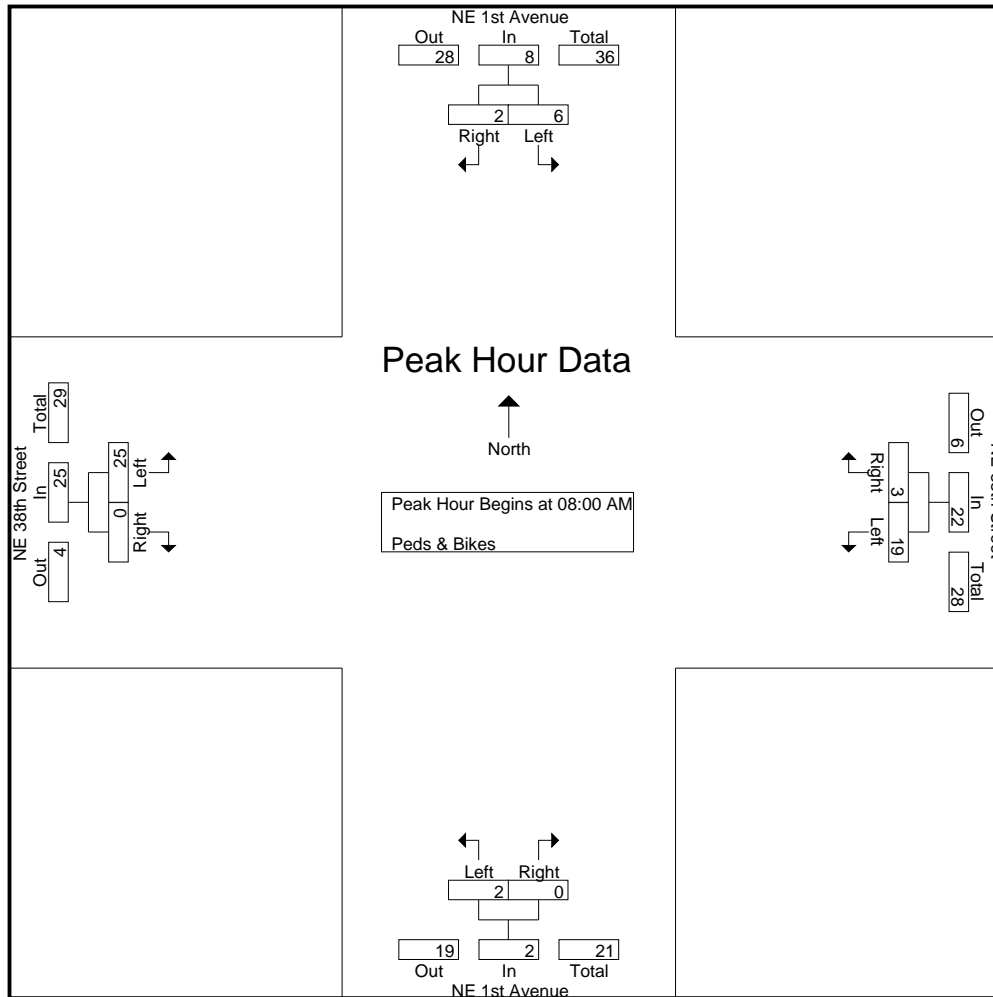 NE 1st Avenue
Out In Total
28 8 36
2 6
Right Left
Peak Hour Data
North
Peak Hour Begins at 08:00 AM
Peds & Bikes
NE 38th Street
Total In Out
29 25 4
25 0
Left Right
Out In Total
6 22 28
3 19
Right Left
Left Right
2 0
19 2 21
Out In Total
NE 1st Avenue